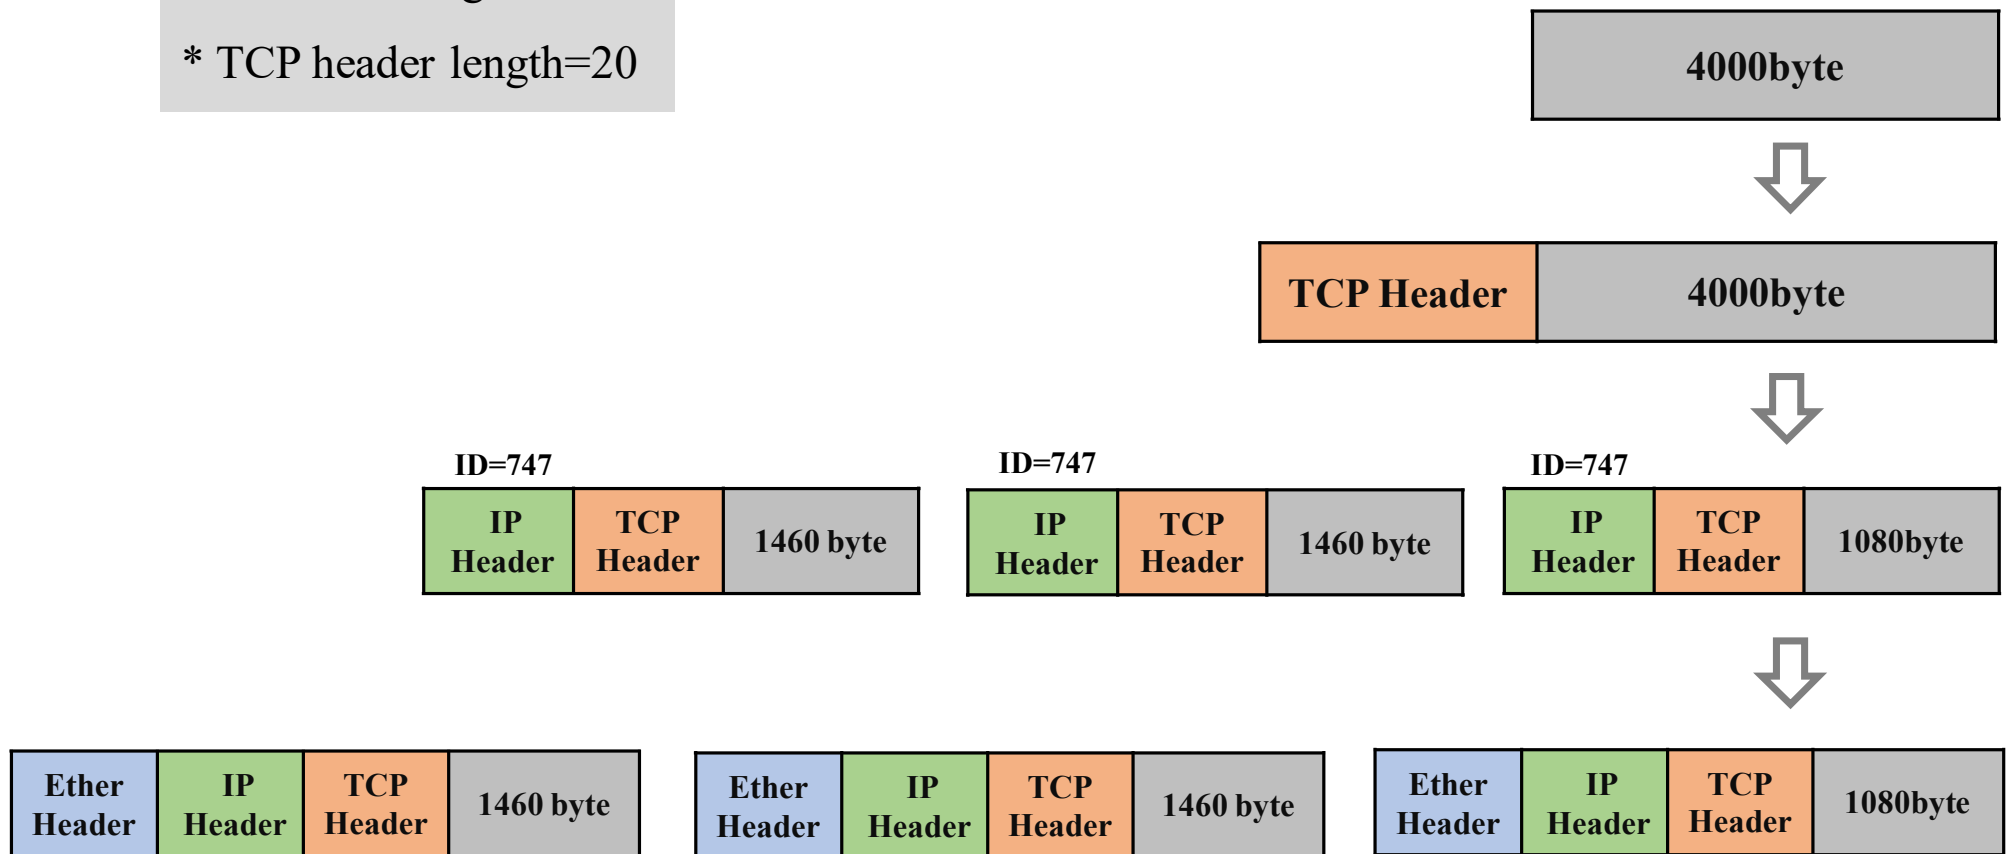 * TCP header length=20
4000byte
TCP Header
4000byte
ID=747
ID=747
ID=747
IP
Header
TCP
Header
1460 byte
IP
Header
TCP
Header
1460 byte
IP
Header
TCP
Header
1080byte
Ether
Header
IP
Header
TCP
Header
1460 byte
Ether
Header
IP
Header
TCP
Header
1460 byte
Ether
Header
IP
Header
TCP
Header
1080byte